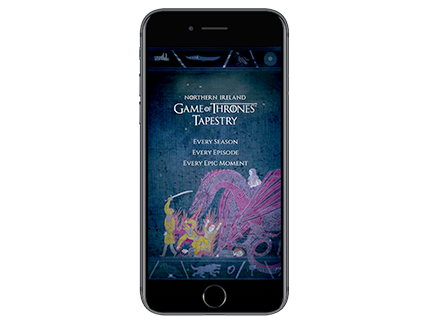 NORTHERN IRELAND
GAME OF THRONES
TAPESTRY
EVERY SEASON
EVERY EPISODE
EVERY EPIC MOMENT